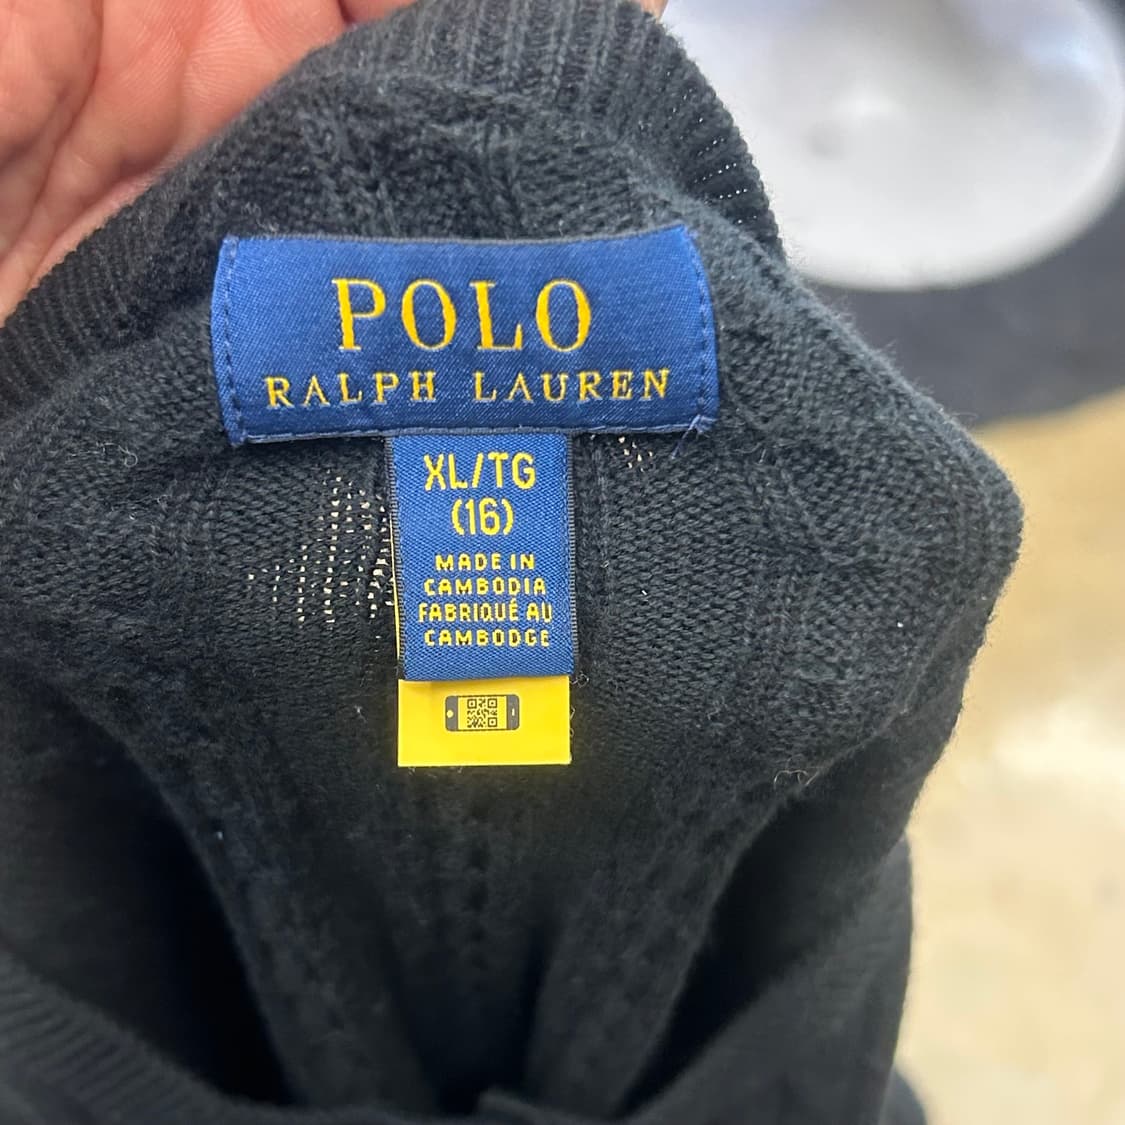 POLO
RALPH LAUREN
XL/TG
(16)
MADE IN
CAMBODIA
FABRIQUÉ AU
CAMBODGE